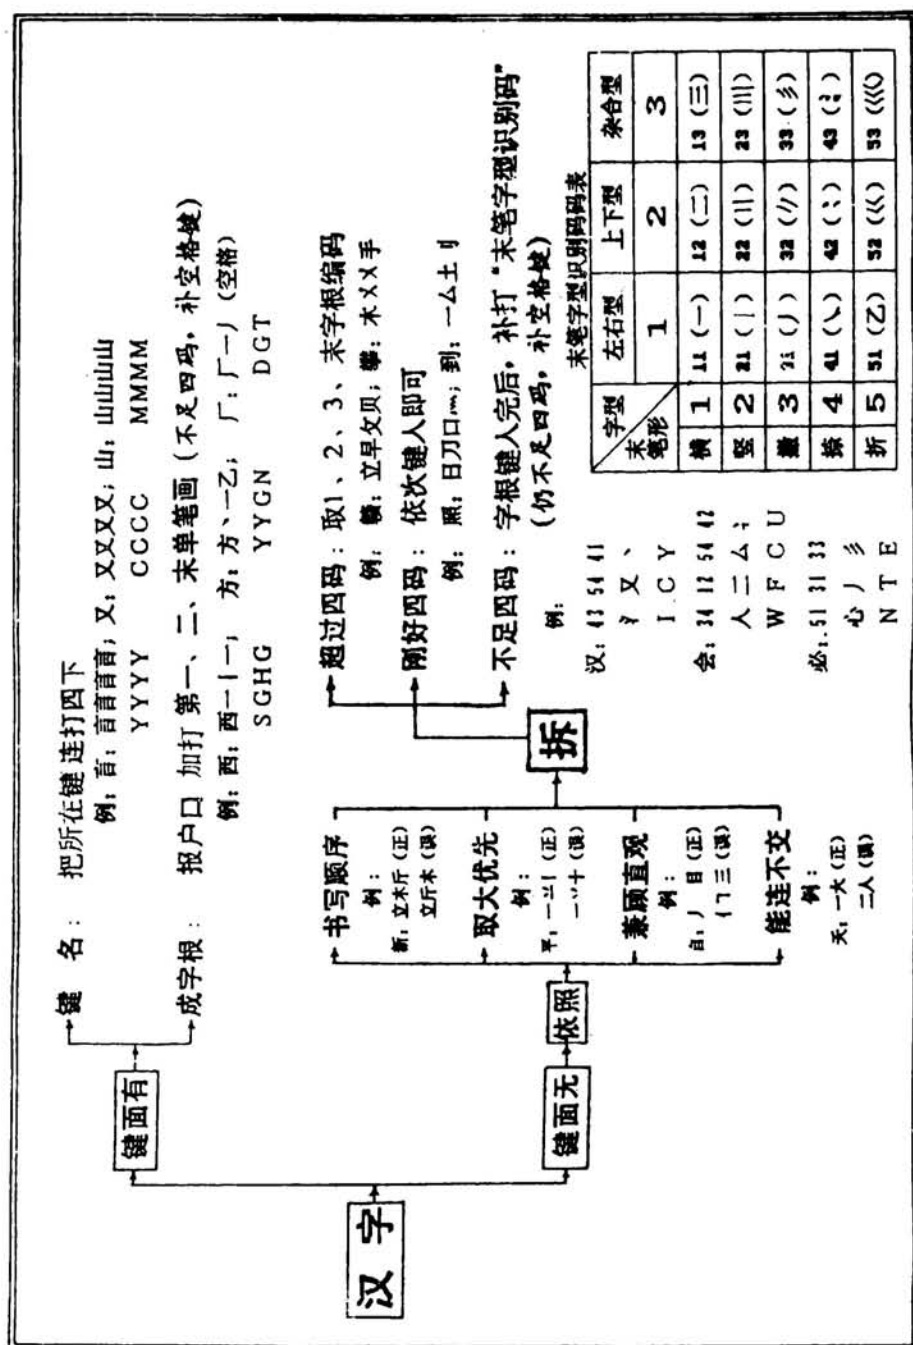 汉字
键面有
键 名： 把所在键连打四下
例：言：言言言言；又：又又又又；山：山山山山
YYYY CCCC MMMM
成字根： 报户口 加打 第一、二、末单笔画（不足四码，补空格键）
例：西：西一丨一； 方：方、一乙； 厂：厂一丿（空格）
SGHG YYGN DGT
键面无
依照
书写顺序
例：
新：立木斤（正）
立斤木（误）
取大优先
例：
平：一丷丨（正）
一丷十（误）
兼顾直观
例：
自：丿 目（正）
亻乛三（误）
能连不交
例：
天：一大（正）
二人（误）
拆
超过四码：取1、2、3、末字根编码
例：赣：立早夂贝；攀：木乂乂手
刚好四码：依次键入即可
例：照：日刀口灬；到：一厶土刂
不足四码：字根键入完后，补打“末笔字型识别码”
（仍不足四码，补空格键）
例：
汉：43 54 41
氵又、
I C Y
会：34 12 54 42
人二厶冫
W F C U
必：51 31 33
心丿彡
N T E
末笔字型识别码码表
字型 末笔形 左右型 上下型 杂合型
1 2 3
横 1 11（一） 12（二） 13（三）
竖 2 21（丨） 22（刂） 23（川）
撇 3 31（丿） 32（〃） 33（彡）
捺 4 41（㇏） 42（冫） 43（氵）
折 5 51（乙） 52（巜） 53（巛）